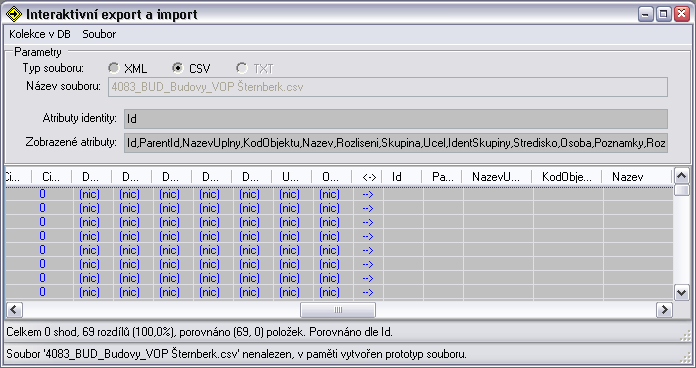 Interaktivní export a import
Kolekce v DB Soubor
Parametry
Typ souboru: XML CSV TXT
Název souboru: 4083_BUD_Budovy_VOP Šternberk.csv
Atributy identity: Id
Zobrazené atributy: Id,ParentId,NazevUplny,KodObjektu,Nazev,Rozliseni,Skupina,Ucel,IdentSkupiny,Stredisko,Osoba,Poznamky,Roz
Ci... Ci... D... D... D... D... D... U... O... <-> Id Pa... NazevU... KodObje... Nazev
0 (nic) (nic) (nic) (nic) (nic) (nic) (nic) -->
0 (nic) (nic) (nic) (nic) (nic) (nic) (nic) -->
0 (nic) (nic) (nic) (nic) (nic) (nic) (nic) -->
0 (nic) (nic) (nic) (nic) (nic) (nic) (nic) -->
0 (nic) (nic) (nic) (nic) (nic) (nic) (nic) -->
0 (nic) (nic) (nic) (nic) (nic) (nic) (nic) -->
0 (nic) (nic) (nic) (nic) (nic) (nic) (nic) -->
0 (nic) (nic) (nic) (nic) (nic) (nic) (nic) -->
Celkem 0 shod, 69 rozdílů (100,0%), porovnáno (69, 0) položek. Porovnáno dle Id.
Soubor '4083_BUD_Budovy_VOP Šternberk.csv' nenalezen, v paměti vytvořen prototyp souboru.